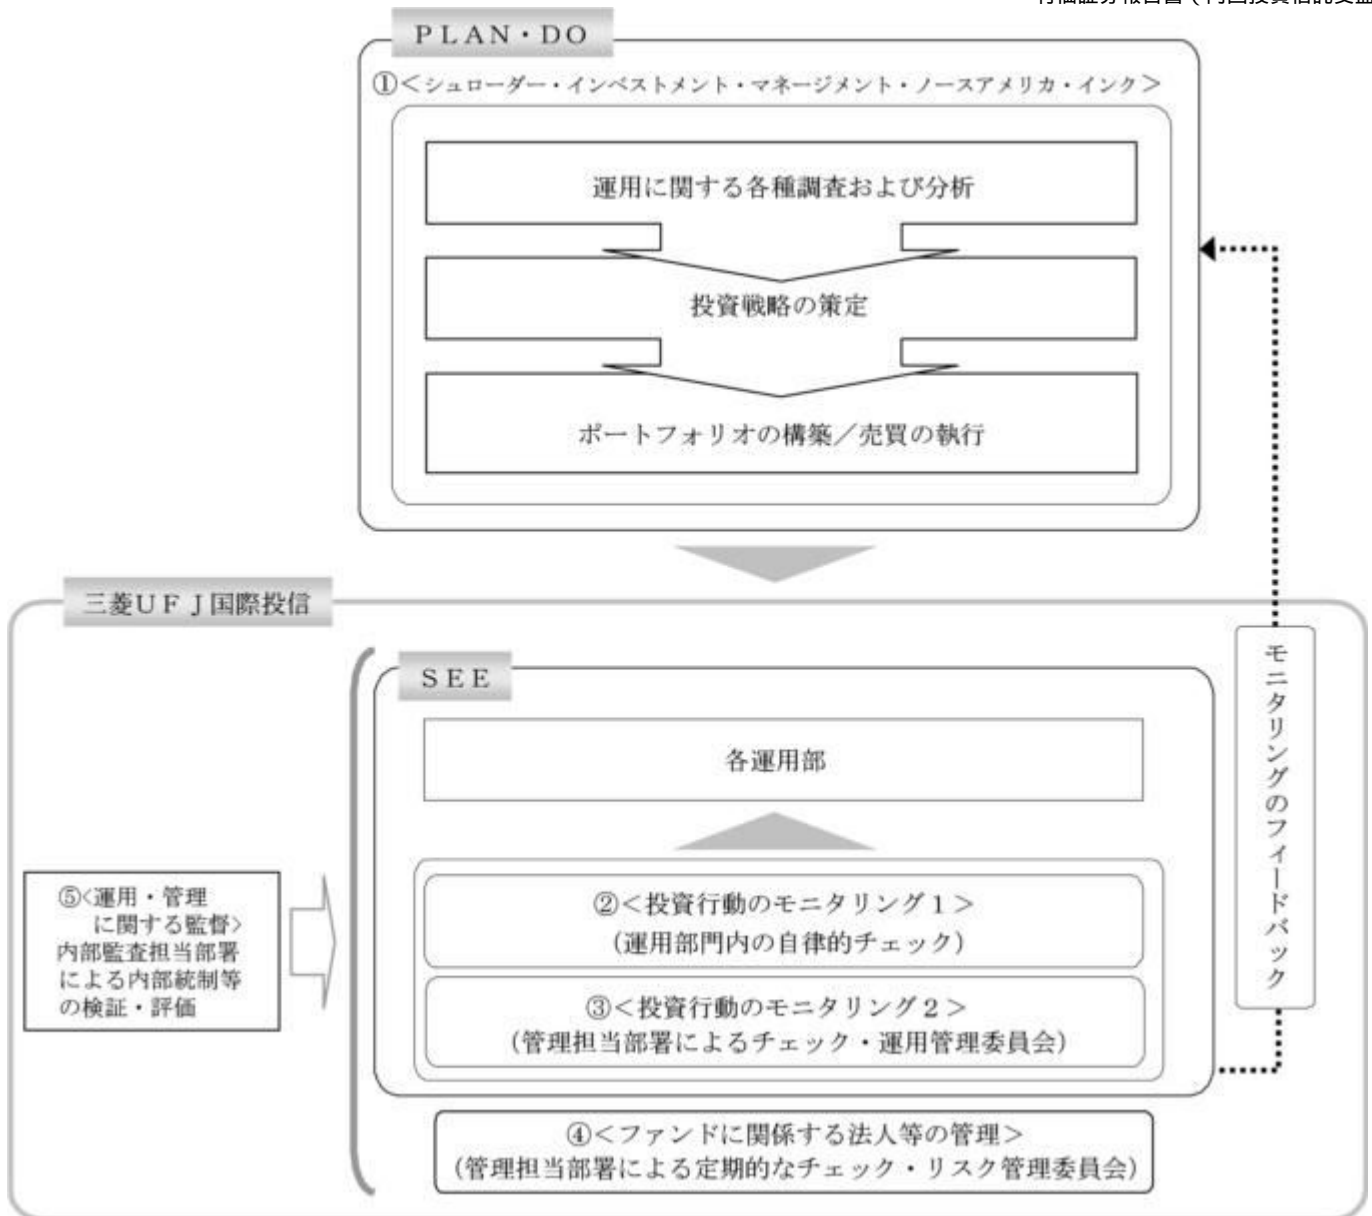 PLAN・DO
①<シュローダー・インベストメント・マネージメント・ノースアメリカ・インク>
運用に関する各種調査および分析
投資戦略の策定
ポートフォリオの構築／売買の執行
三菱UFJ国際投信
SEE
各運用部
②<投資行動のモニタリング1>
(運用部門内の自律的チェック)
③<投資行動のモニタリング2>
(管理担当部署によるチェック・運用管理委員会)
④<ファンドに関係する法人等の管理>
(管理担当部署による定期的なチェック・リスク管理委員会)
⑤<運用・管理
に関する監督>
内部監査担当部署
による内部統制等
の検証・評価
モニタリングのフィードバック